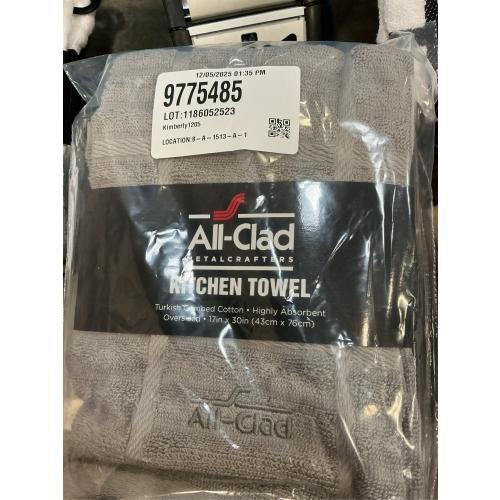 12/05/2025 01:35 PM
9775485
LOT:1186052523
Kimberly1205
LOCATION:8-A-1513-A-1
All-Clad
METALCRAFTERS
KITCHEN TOWEL
Turkish Combed Cotton • Highly Absorbent
Oversized • 17in x 30in (43cm x 76cm)
All-Clad